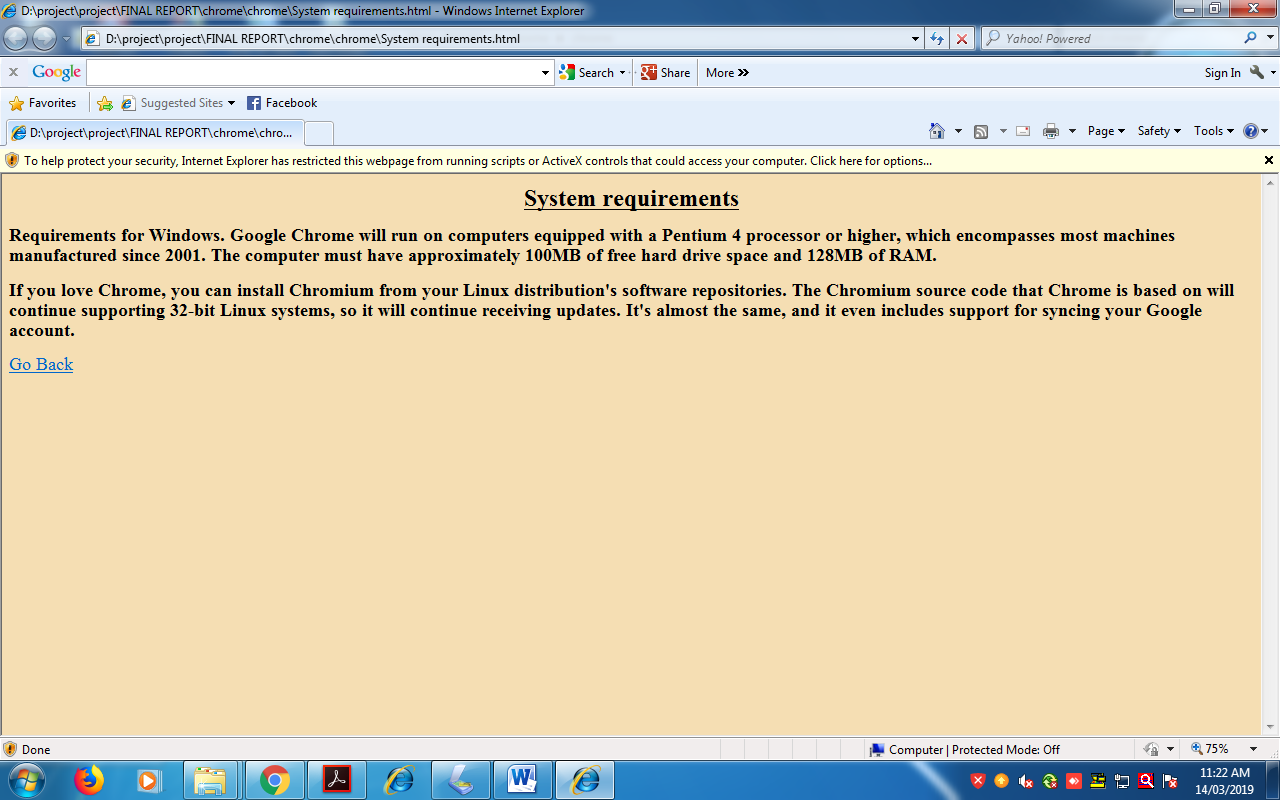 D:\project\project\FINAL REPORT\chrome\chrome\System requirements.html - Windows Internet Explorer
D:\project\project\FINAL REPORT\chrome\chrome\System requirements.html
Yahoo! Powered
x Google Search Share More »
Sign In
Favorites Suggested Sites Facebook
D:\project\project\FINAL REPORT\chrome\chro...
Page Safety Tools
To help protect your security, Internet Explorer has restricted this webpage from running scripts or ActiveX controls that could access your computer. Click here for options...
System requirements
Requirements for Windows. Google Chrome will run on computers equipped with a Pentium 4 processor or higher, which encompasses most machines
manufactured since 2001. The computer must have approximately 100MB of free hard drive space and 128MB of RAM.
If you love Chrome, you can install Chromium from your Linux distribution's software repositories. The Chromium source code that Chrome is based on will
continue supporting 32-bit Linux systems, so it will continue receiving updates. It's almost the same, and it even includes support for syncing your Google
account.
Go Back
Done
Computer | Protected Mode: Off
75%
11:22 AM
14/03/2019